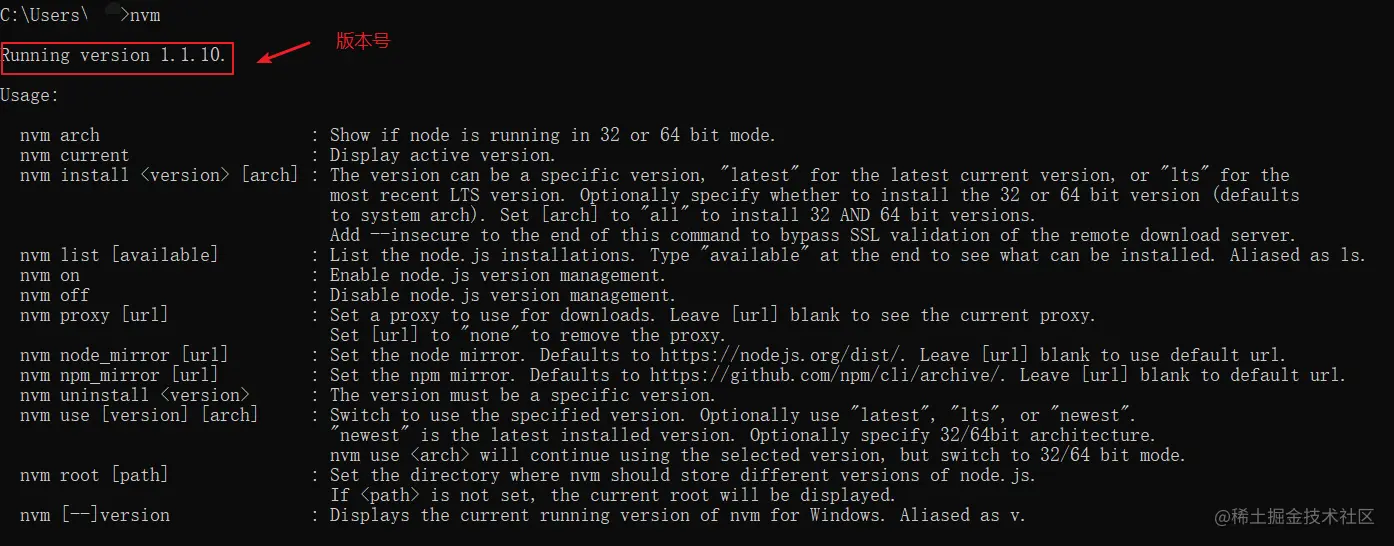 C:\Users\ >nvm
版本号
Running version 1.1.10.
Usage:
nvm arch : Show if node is running in 32 or 64 bit mode.
nvm current : Display active version.
nvm install <version> [arch] : The version can be a specific version, "latest" for the latest current version, or "lts" for the
most recent LTS version. Optionally specify whether to install the 32 or 64 bit version (defaults
to system arch). Set [arch] to "all" to install 32 AND 64 bit versions.
Add --insecure to the end of this command to bypass SSL validation of the remote download server.
nvm list [available] : List the node.js installations. Type "available" at the end to see what can be installed. Aliased as ls.
nvm on : Enable node.js version management.
nvm off : Disable node.js version management.
nvm proxy [url] : Set a proxy to use for downloads. Leave [url] blank to see the current proxy.
Set [url] to "none" to remove the proxy.
nvm node_mirror [url] : Set the node mirror. Defaults to https://nodejs.org/dist/. Leave [url] blank to use default url.
nvm npm_mirror [url] : Set the npm mirror. Defaults to https://github.com/npm/cli/archive/. Leave [url] blank to default url.
nvm uninstall <version> : The version must be a specific version.
nvm use [version] [arch] : Switch to use the specified version. Optionally use "latest", "lts", or "newest".
"newest" is the latest installed version. Optionally specify 32/64bit architecture.
nvm use <arch> will continue using the selected version, but switch to 32/64 bit mode.
nvm root [path] : Set the directory where nvm should store different versions of node.js.
If <path> is not set, the current root will be displayed.
nvm [--]version : Displays the current running version of nvm for Windows. Aliased as v.
@稀土掘金技术社区